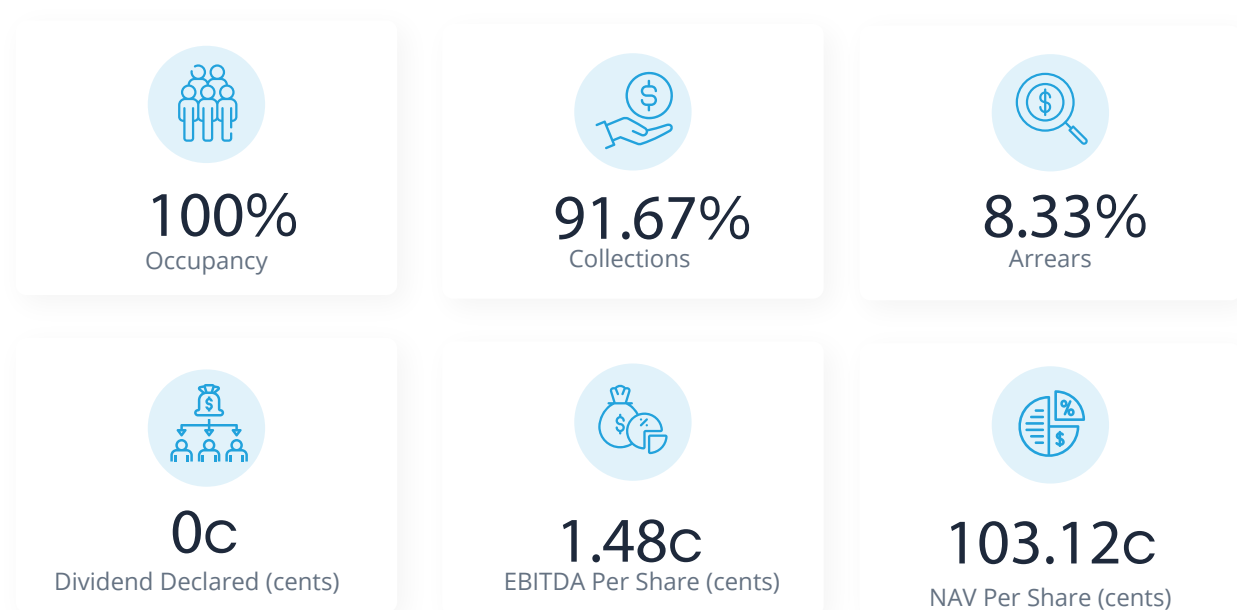 100%
Occupancy
91.67%
Collections
8.33%
Arrears
0c
Dividend Declared (cents)
1.48c
EBITDA Per Share (cents)
103.12c
NAV Per Share (cents)